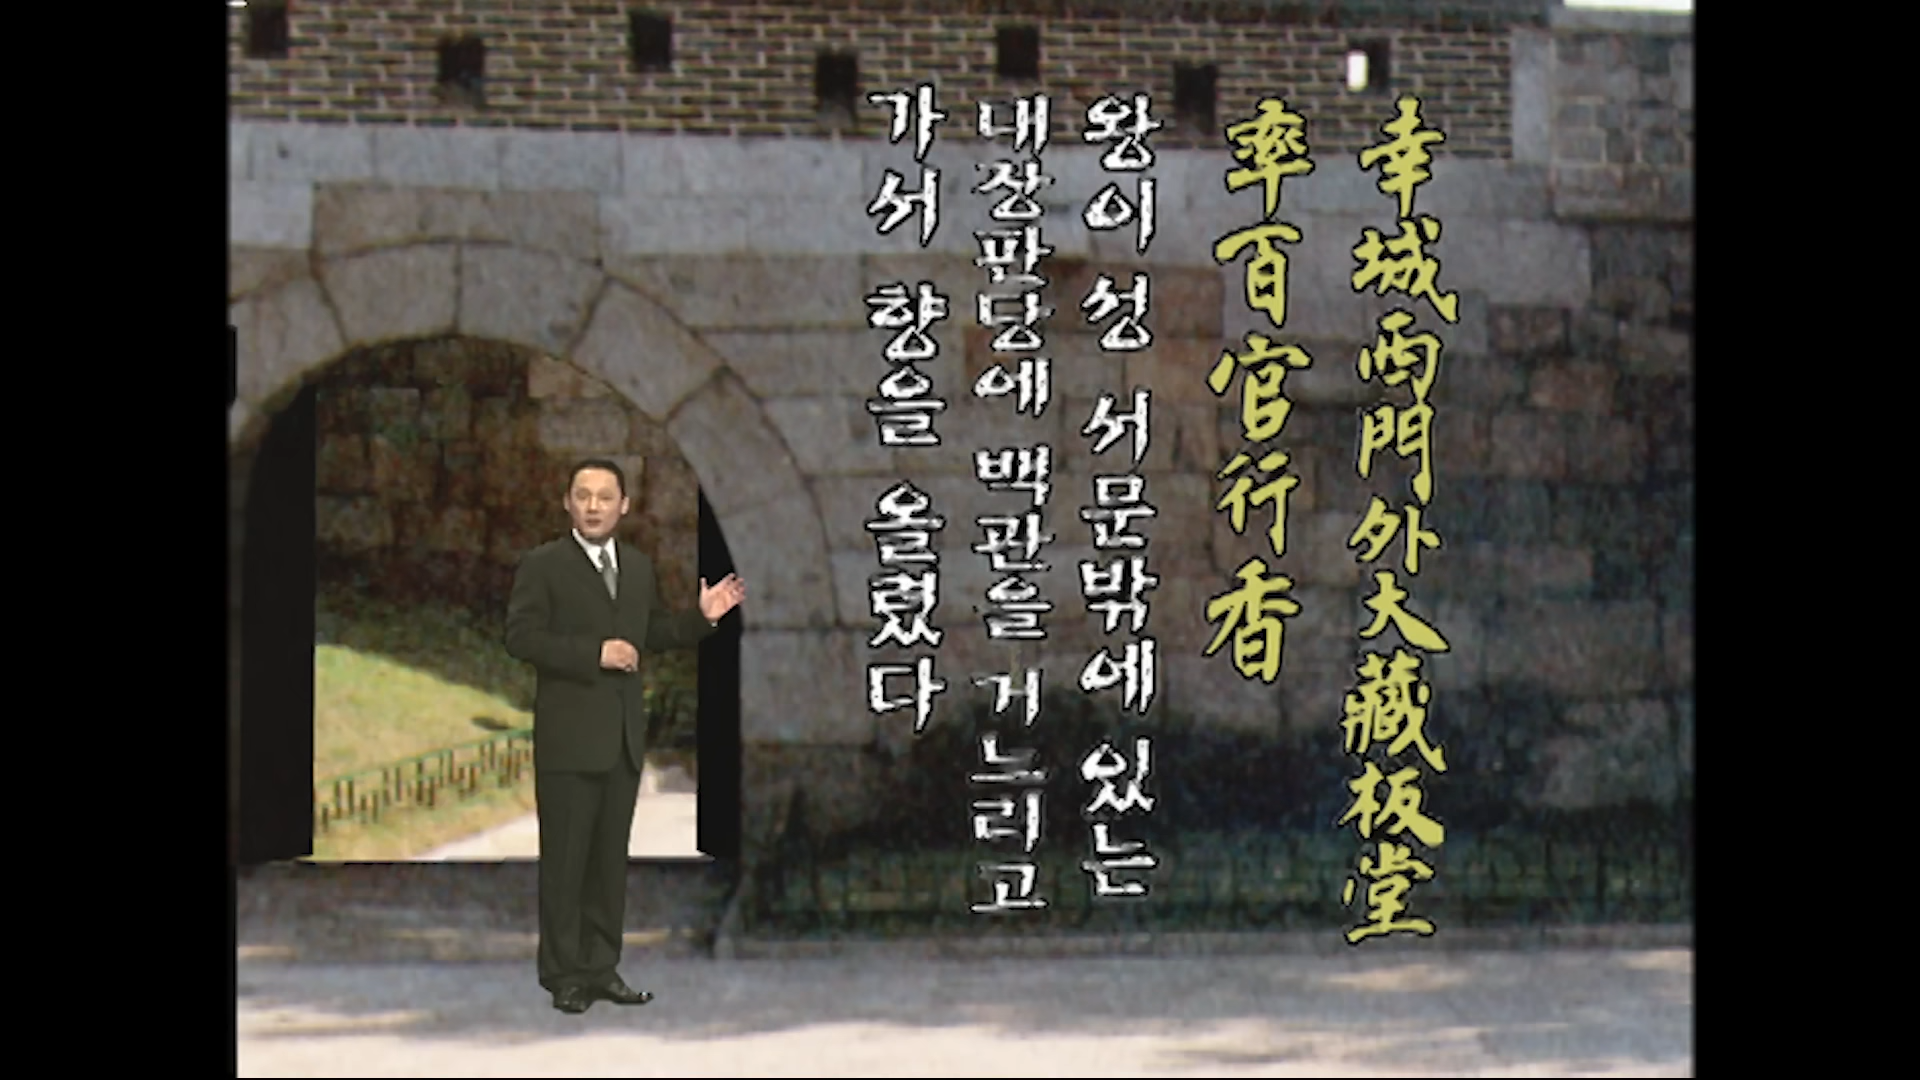 幸城西門外大藏板堂
率百官行香
왕이 성 서문밖에 있는
내장판당에 백관을 거느리고
가서 향을 올렸다